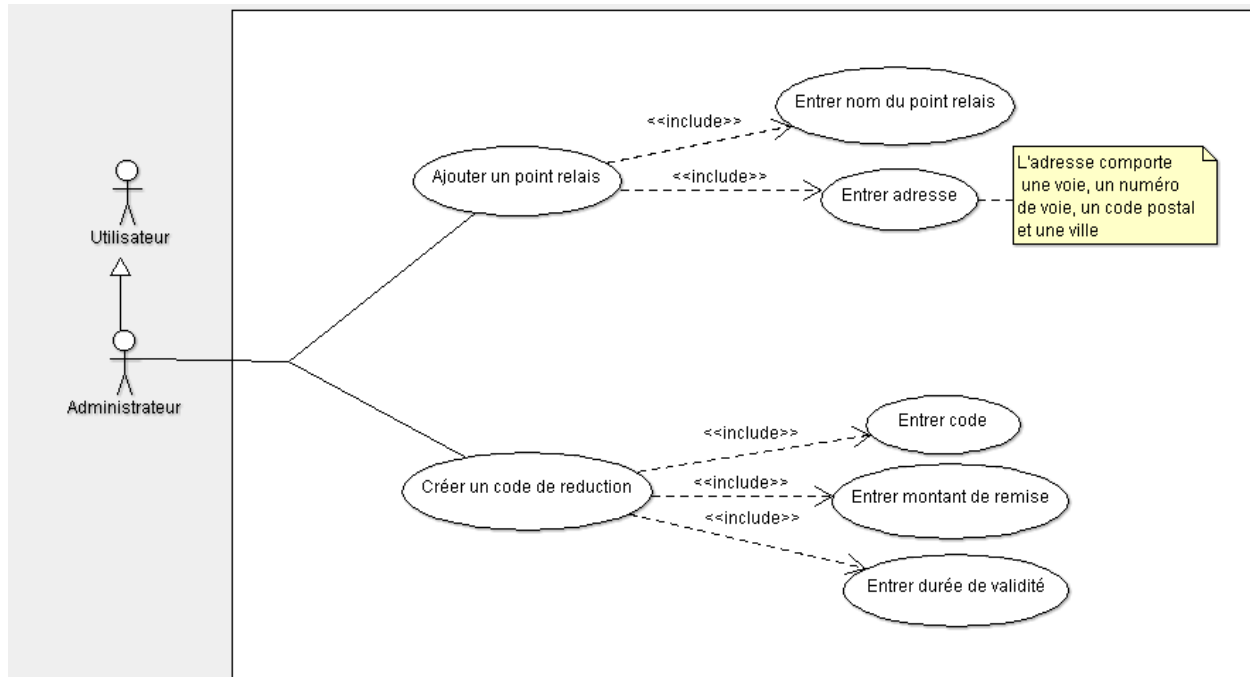 Entrer nom du point relais
<<include>>
Ajouter un point relais
<<include>>
Entrer adresse
L'adresse comporte
une voie, un numéro
de voie, un code postal
et une ville
Utilisateur
Administrateur
Entrer code
<<include>>
Créer un code de reduction
<<include>>
Entrer montant de remise
<<include>>
Entrer durée de validité